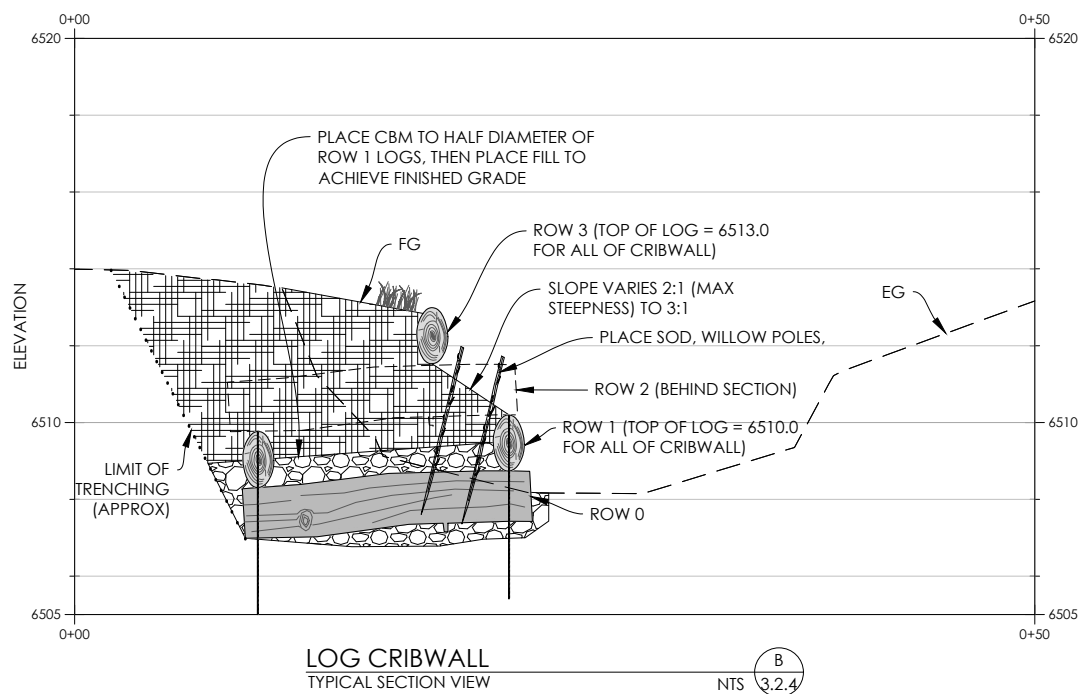 0+00
0+50
6520
6520
PLACE CBM TO HALF DIAMETER OF
ROW 1 LOGS, THEN PLACE FILL TO
ACHIEVE FINISHED GRADE
FG
ROW 3 (TOP OF LOG = 6513.0
FOR ALL OF CRIBWALL)
SLOPE VARIES 2:1 (MAX
STEEPNESS) TO 3:1
EG
PLACE SOD, WILLOW POLES,
ELEVATION
ROW 2 (BEHIND SECTION)
6510
6510
ROW 1 (TOP OF LOG = 6510.0
FOR ALL OF CRIBWALL)
LIMIT OF
TRENCHING
(APPROX)
ROW 0
6505
6505
0+00
0+50
LOG CRIBWALL
TYPICAL SECTION VIEW
NTS
B
3.2.4